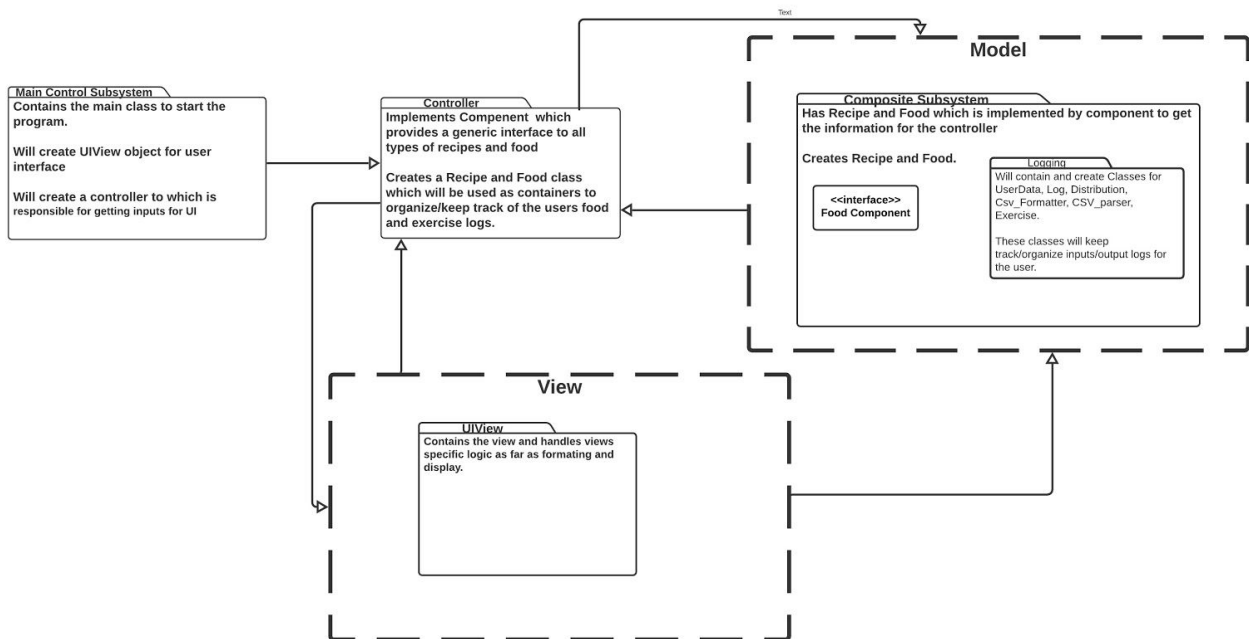 Text
Model
Main Control Subsystem
Contains the main class to start the
program.
Will create UIView object for user
interface
Will create a controller to which is
responsible for getting inputs for UI
Controller
Implements Compenent which
provides a generic interface to all
types of recipes and food
Creates a Recipe and Food class
which will be used as containers to
organize/keep track of the users food
and exercise logs.
Composite Subsystem
Has Recipe and Food which is implemented by component to get
the information for the controller
Creates Recipe and Food.
<<interface>>
Food Component
Logging
Will contain and create Classes for
UserData, Log, Distribution,
Csv_Formatter, CSV_parser,
Exercise.
These classes will keep
track/organize inputs/output logs for
the user.
View
UIView
Contains the view and handles views
specific logic as far as formating and
display.